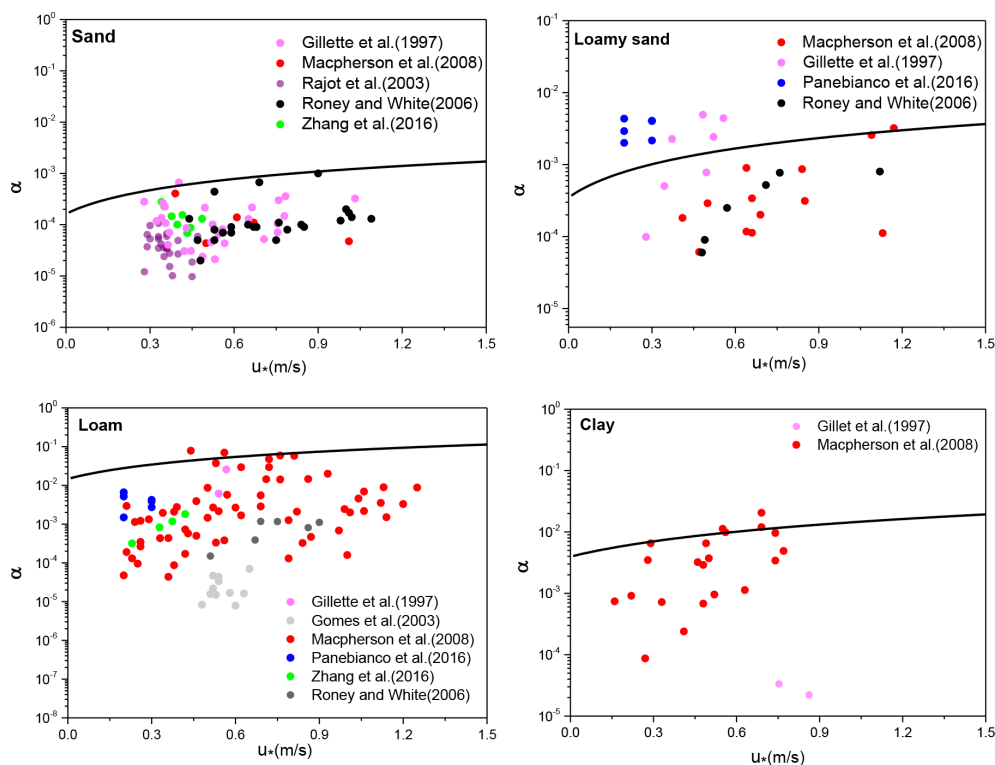 Sand
Gillette et al.(1997)
Macpherson et al.(2008)
Rajot et al.(2003)
Roney and White(2006)
Zhang et al.(2016)
10⁰
10⁻¹
10⁻²
10⁻³
10⁻⁴
10⁻⁵
10⁻⁶
α
0.0 0.3 0.6 0.9 1.2 1.5
u*(m/s)
Loamy sand
Macpherson et al.(2008)
Gillette et al.(1997)
Panebianco et al.(2016)
Roney and White(2006)
10⁻¹
10⁻²
10⁻³
10⁻⁴
10⁻⁵
α
0.0 0.3 0.6 0.9 1.2 1.5
u*(m/s)
Loam
10⁰
10⁻¹
10⁻²
10⁻³
10⁻⁴
10⁻⁵
10⁻⁶
10⁻⁷
10⁻⁸
α
Gillette et al.(1997)
Gomes et al.(2003)
Macpherson et al.(2008)
Panebianco et al.(2016)
Zhang et al.(2016)
Roney and White(2006)
0.0 0.3 0.6 0.9 1.2 1.5
u*(m/s)
Clay
Gillet et al.(1997)
Macpherson et al.(2008)
10⁰
10⁻¹
10⁻²
10⁻³
10⁻⁴
10⁻⁵
α
0.0 0.3 0.6 0.9 1.2 1.5
u*(m/s)